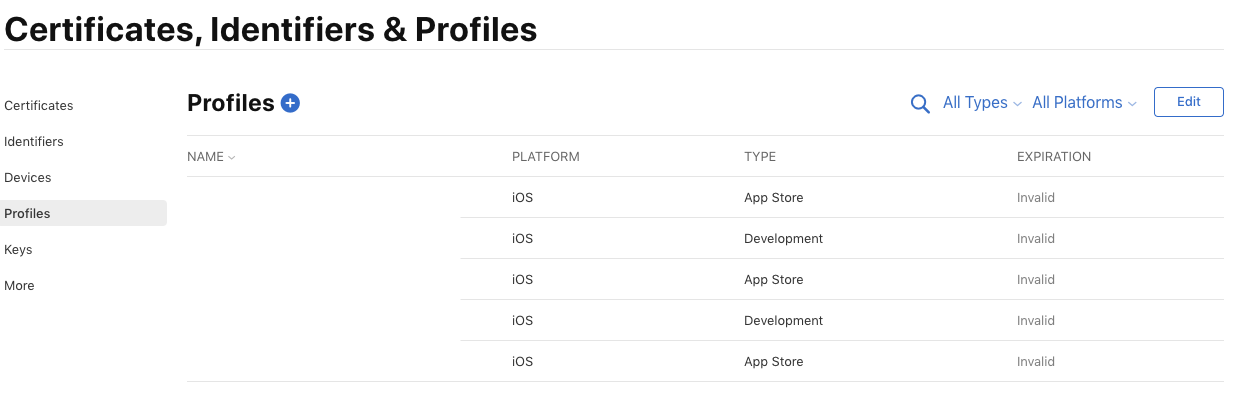 Certificates, Identifiers & Profiles
Certificates
Identifiers
Devices
Profiles
Keys
More
Profiles
All Types
All Platforms
Edit
NAME PLATFORM TYPE EXPIRATION
iOS App Store Invalid
iOS Development Invalid
iOS App Store Invalid
iOS Development Invalid
iOS App Store Invalid